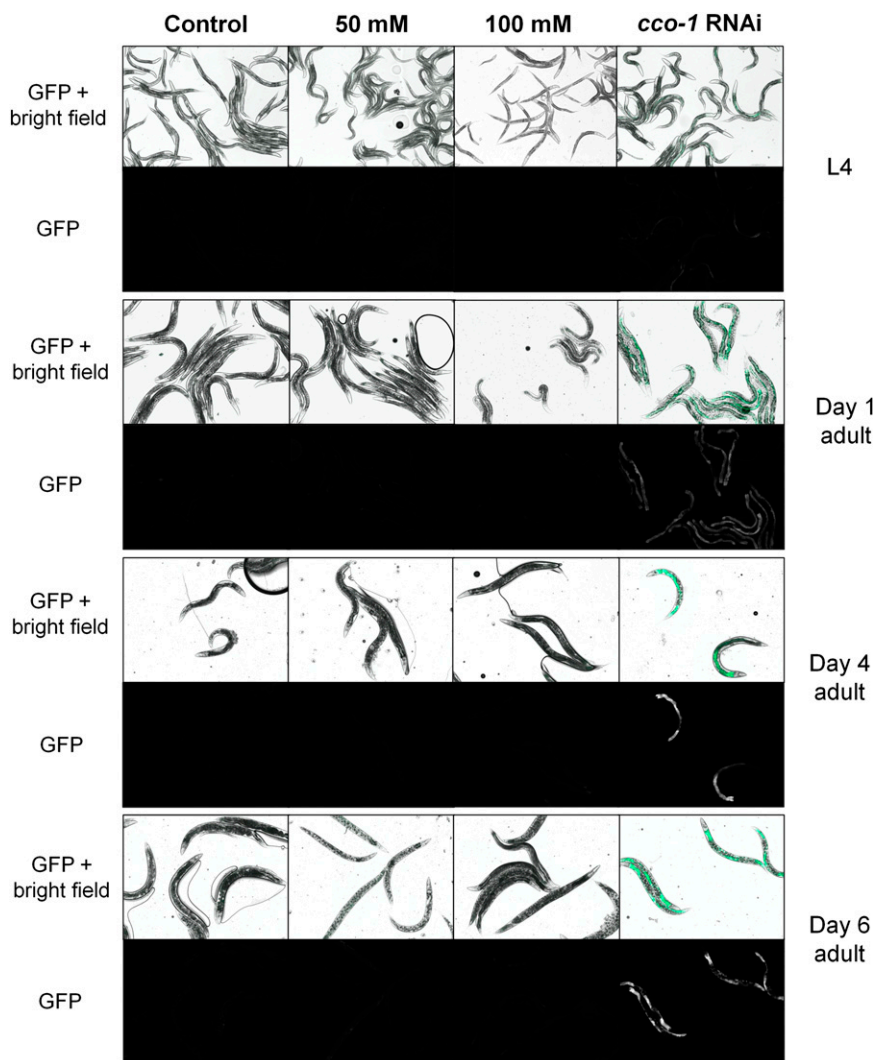 Control 50 mM 100 mM cco-1 RNAi
GFP +
bright field
L4
GFP
GFP +
bright field
Day 1
adult
GFP
GFP +
bright field
Day 4
adult
GFP
GFP +
bright field
Day 6
adult
GFP